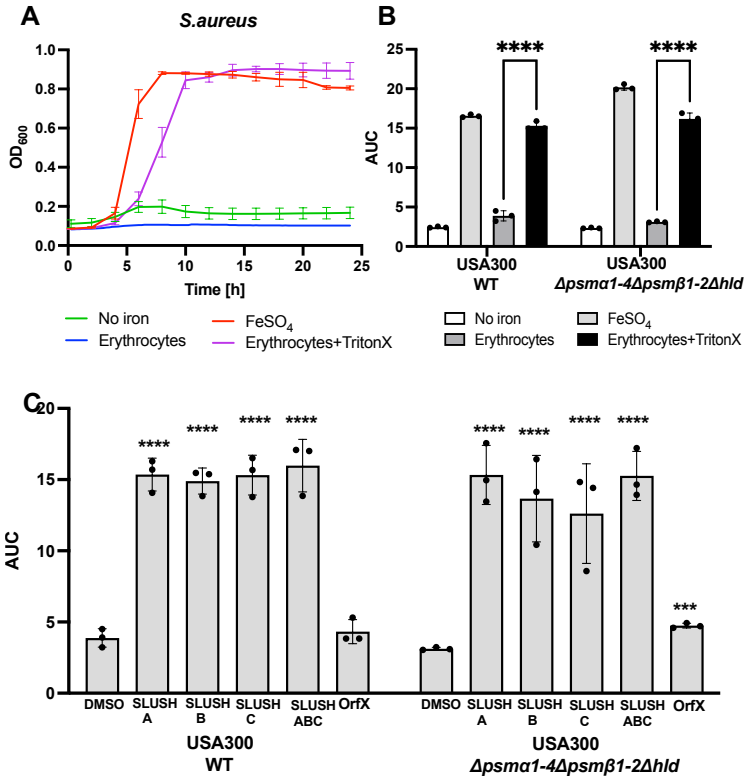 A
S.aureus
OD600
1.0
0.8
0.6
0.4
0.2
0.0
0 5 10 15 20 25
Time [h]
No iron
FeSO4
Erythrocytes
Erythrocytes+TritonX
B
**** ****
AUC
25
20
15
10
5
0
USA300 USA300
WT Δpsmα1-4Δpsmβ1-2Δhld
No iron
FeSO4
Erythrocytes
Erythrocytes+TritonX
C
AUC
20
15
10
5
0
**** **** **** **** **** **** **** **** ***
DMSO SLUSH A SLUSH B SLUSH C SLUSH ABC OrfX DMSO SLUSH A SLUSH B SLUSH C SLUSH ABC OrfX
USA300 USA300
WT Δpsmα1-4Δpsmβ1-2Δhld